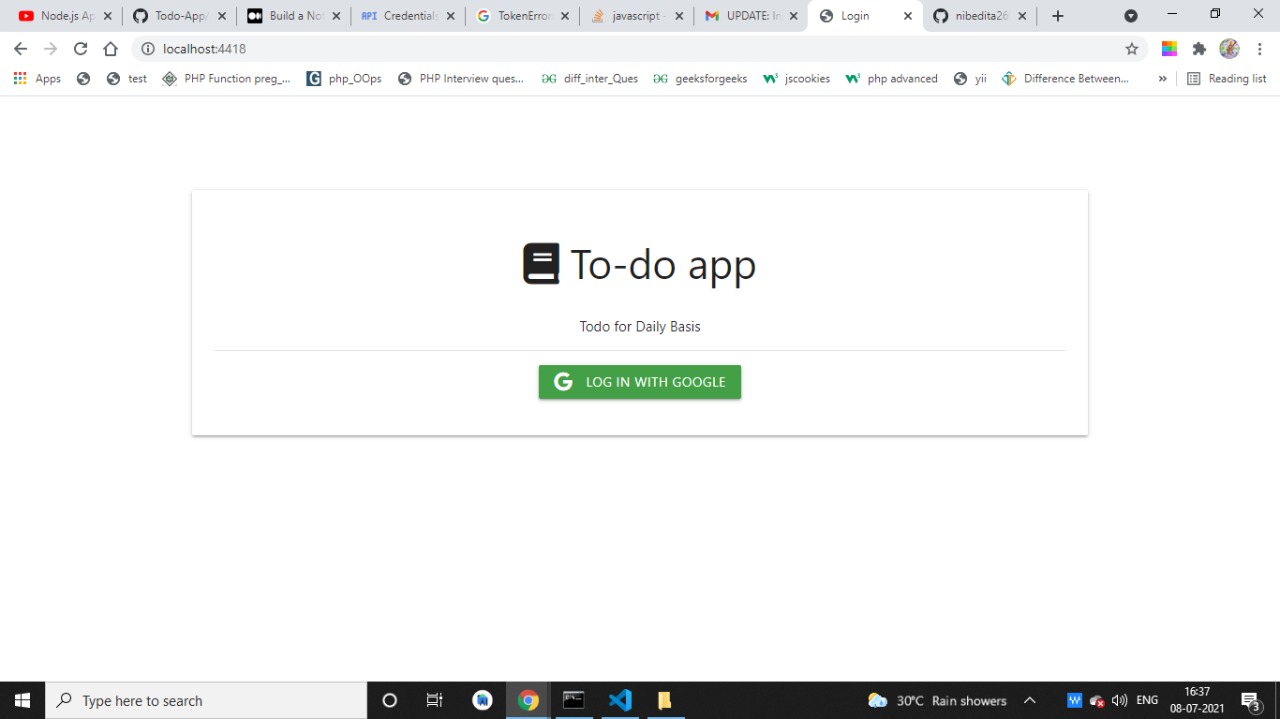 Node.js Ap
Todo-App/
Build a No
API Credentials
TokenError
javascript -
UPDATE: In
Login
nibedita26
localhost:4418
Apps
test
PHP Function preg_...
php_OOps
PHP Interview ques...
diff_inter_Ques
geeksforgeeks
jscookies
php advanced
yii
Difference Between...
»
Reading list
To-do app
Todo for Daily Basis
G LOG IN WITH GOOGLE
Type here to search
30°C Rain showers
ENG
16:37
08-07-2021
3